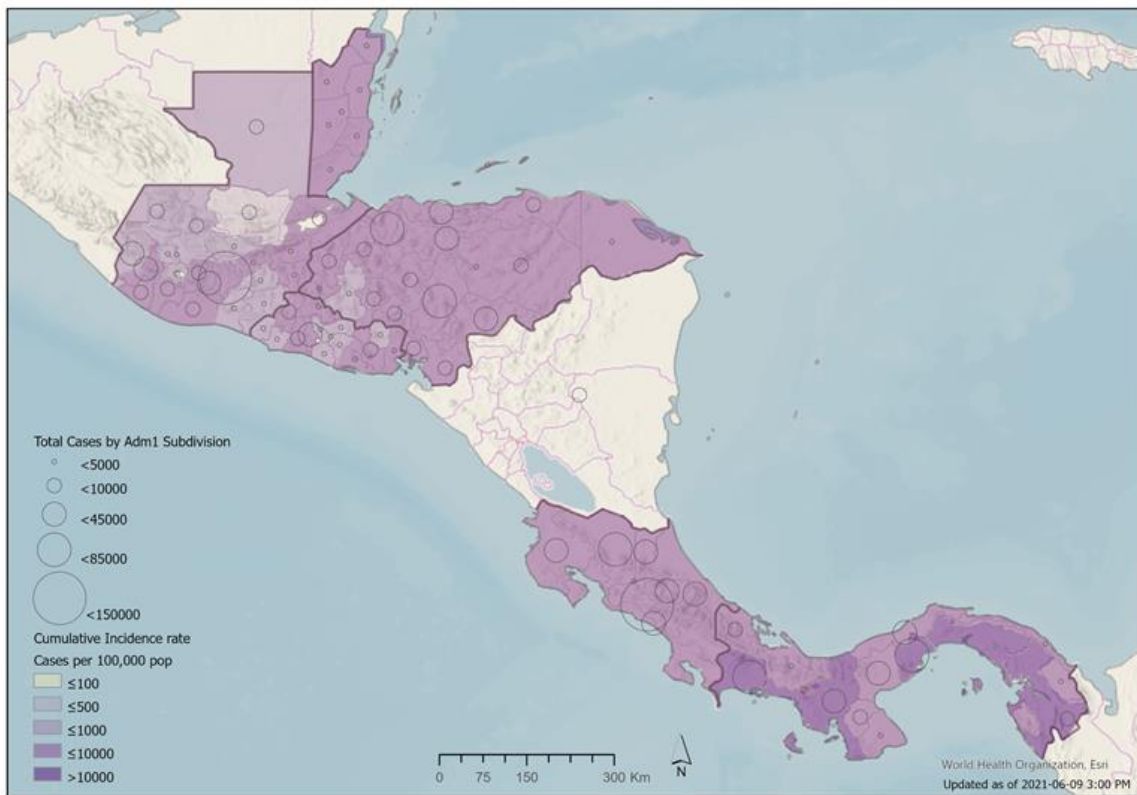 Total Cases by Adm1 Subdivision
<5000
<10000
<45000
<85000
<150000
Cumulative Incidence rate
Cases per 100,000 pop
≤100
≤500
≤1000
≤10000
>10000
0 75 150 300 Km
N
World Health Organization, Esri
Updated as of 2021-06-09 3:00 PM